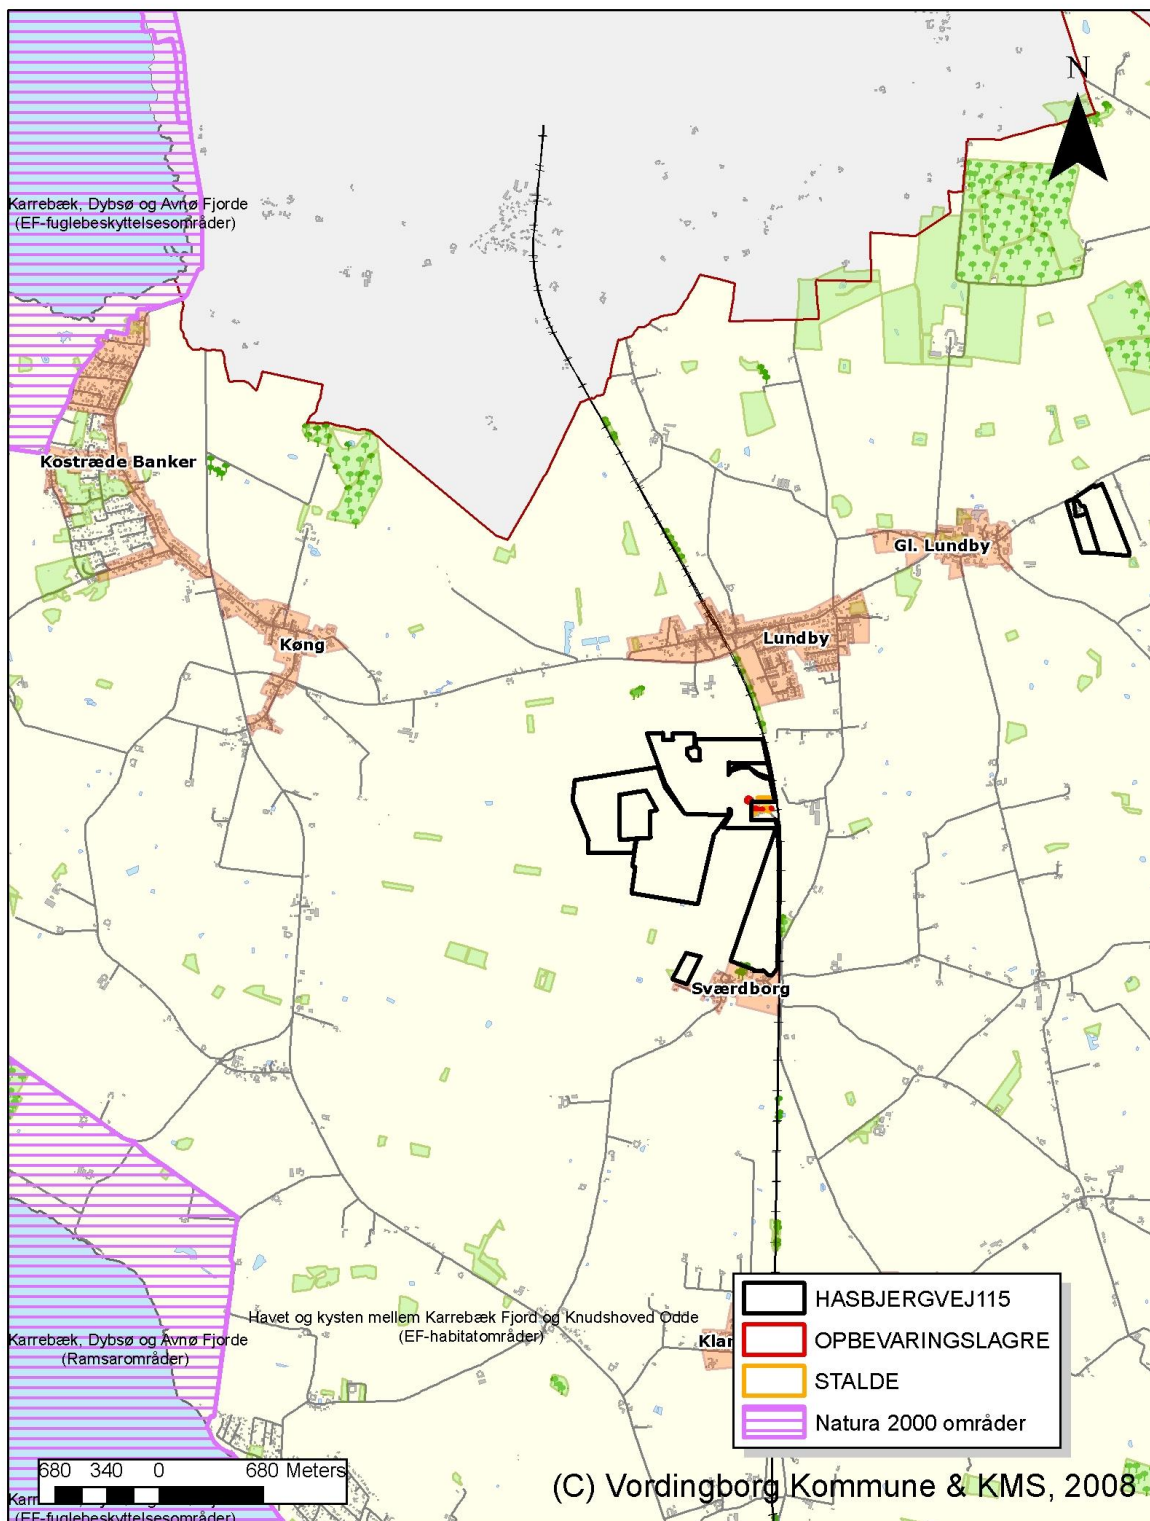 N
Karrebæk, Dybsø og Avnø Fjorde
(EF-fuglebeskyttelsesområder)
Kostræde Banker
Gl. Lundby
Køng
Lundby
Sværdborg
Havet og kysten mellem Karrebæk Fjord og Knudshoved Odde
(EF-habitatområder)
Karrebæk, Dybsø og Avnø Fjorde
(Ramsarområder)
Klar
HASBJERGVEJ115
OPBEVARINGSLAGRE
STALDE
Natura 2000 områder
680 340 0 680 Meters
(C) Vordingborg Kommune & KMS, 2008
(EF-fuglebeskyttelsesområder)